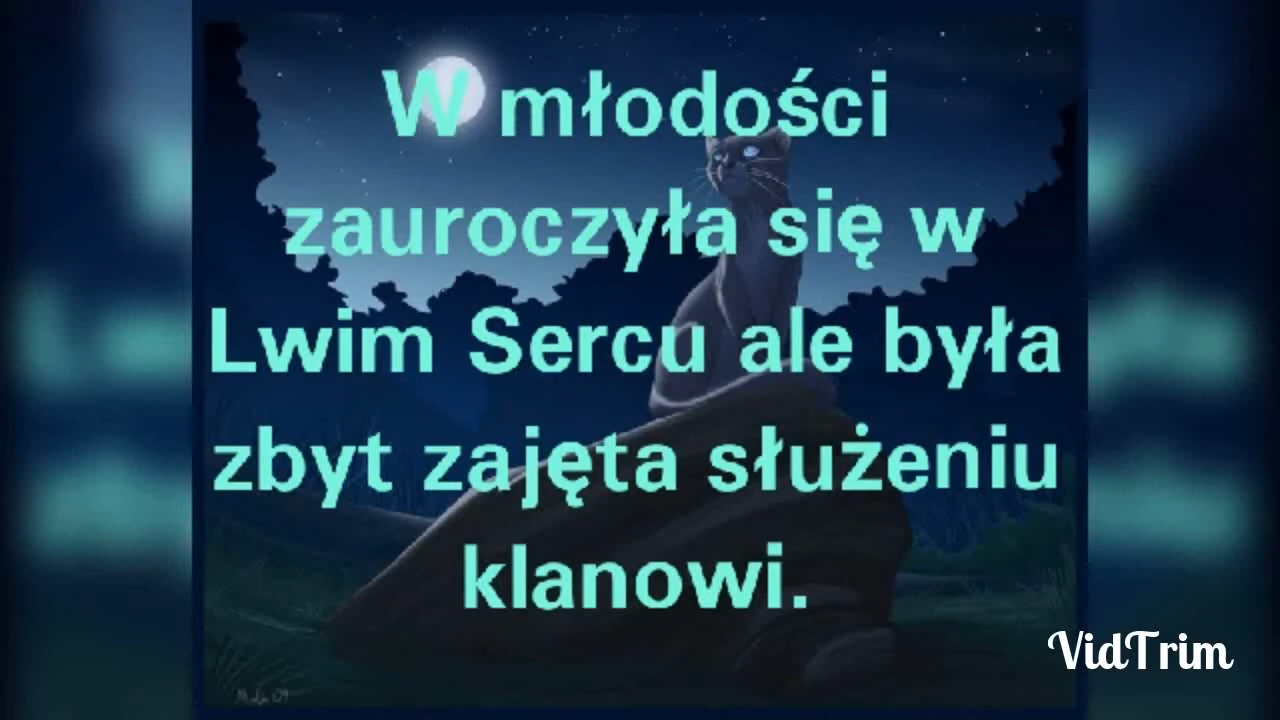 W młodości
zauroczyła się w
Lwim Sercu ale była
zbyt zajęta służeniu
klanowi.
VidTrim